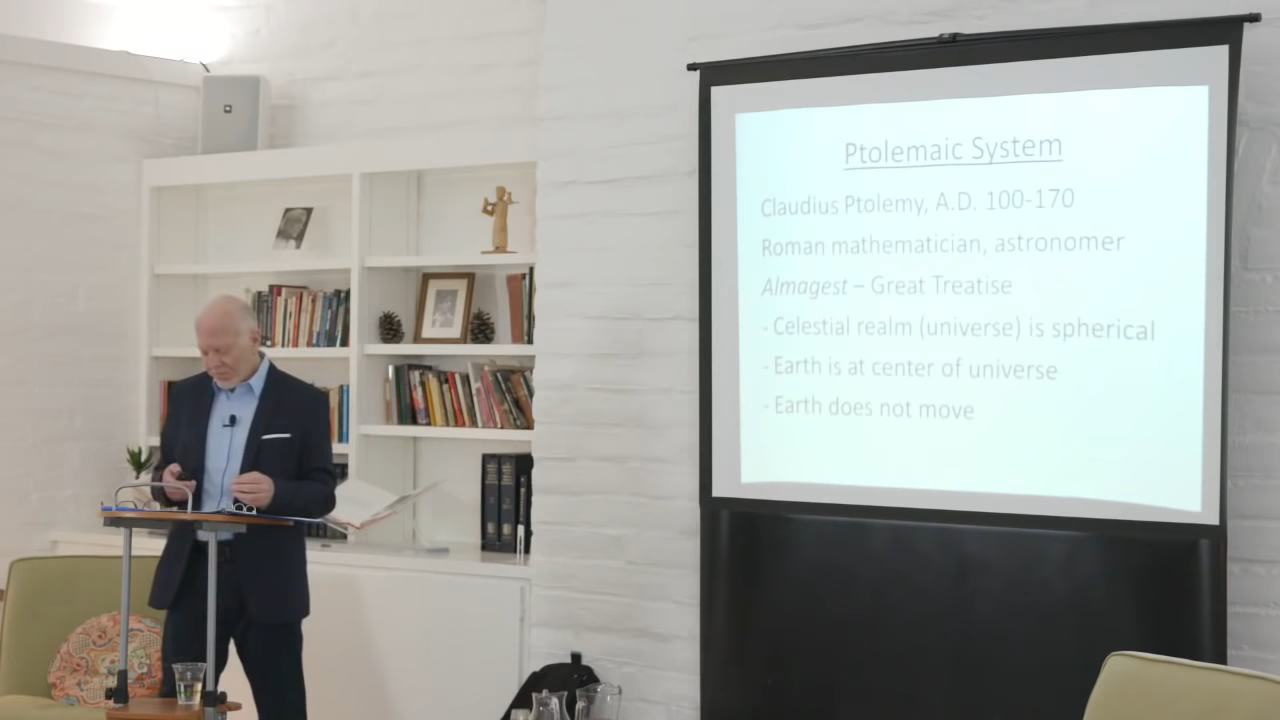 Ptolemaic System
Claudius Ptolemy, A.D. 100-170
Roman mathematician, astronomer
Almagest – Great Treatise
- Celestial realm (universe) is spherical
- Earth is at center of universe
- Earth does not move